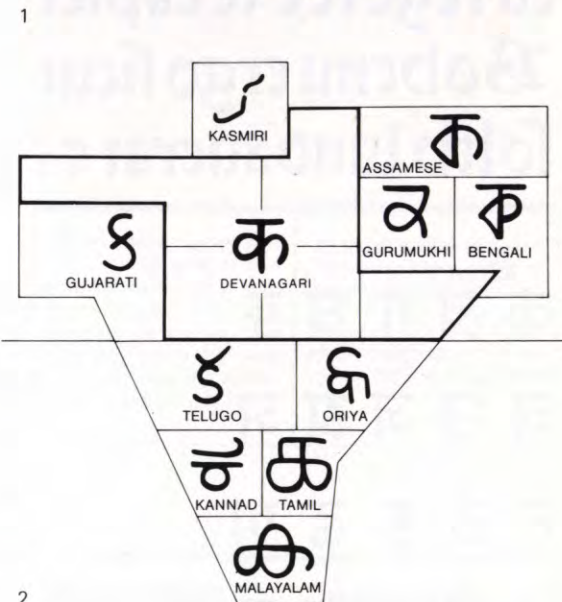 1
KASMIRI
ক
ASSAMESE
ક
क
ਕ
ক
GUJARATI
DEVANAGARI
GURUMUKHI
BENGALI
క
କ
TELUGO
ORIYA
க
KANNAD
TAMIL
ക
MALAYALAM
2